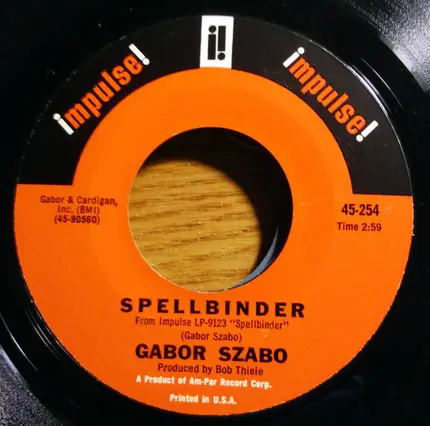 impulse!
i!
impulse!
Gabor & Cardigan,
Inc. (BMI)
(45-90560)
45-254
Time 2:59
SPELLBINDER
From Impulse LP-9123 "Spellbinder"
(Gabor Szabo)
GABOR SZABO
Produced by Bob Thiele
A Product of Am-Par Record Corp.
Printed in U.S.A.